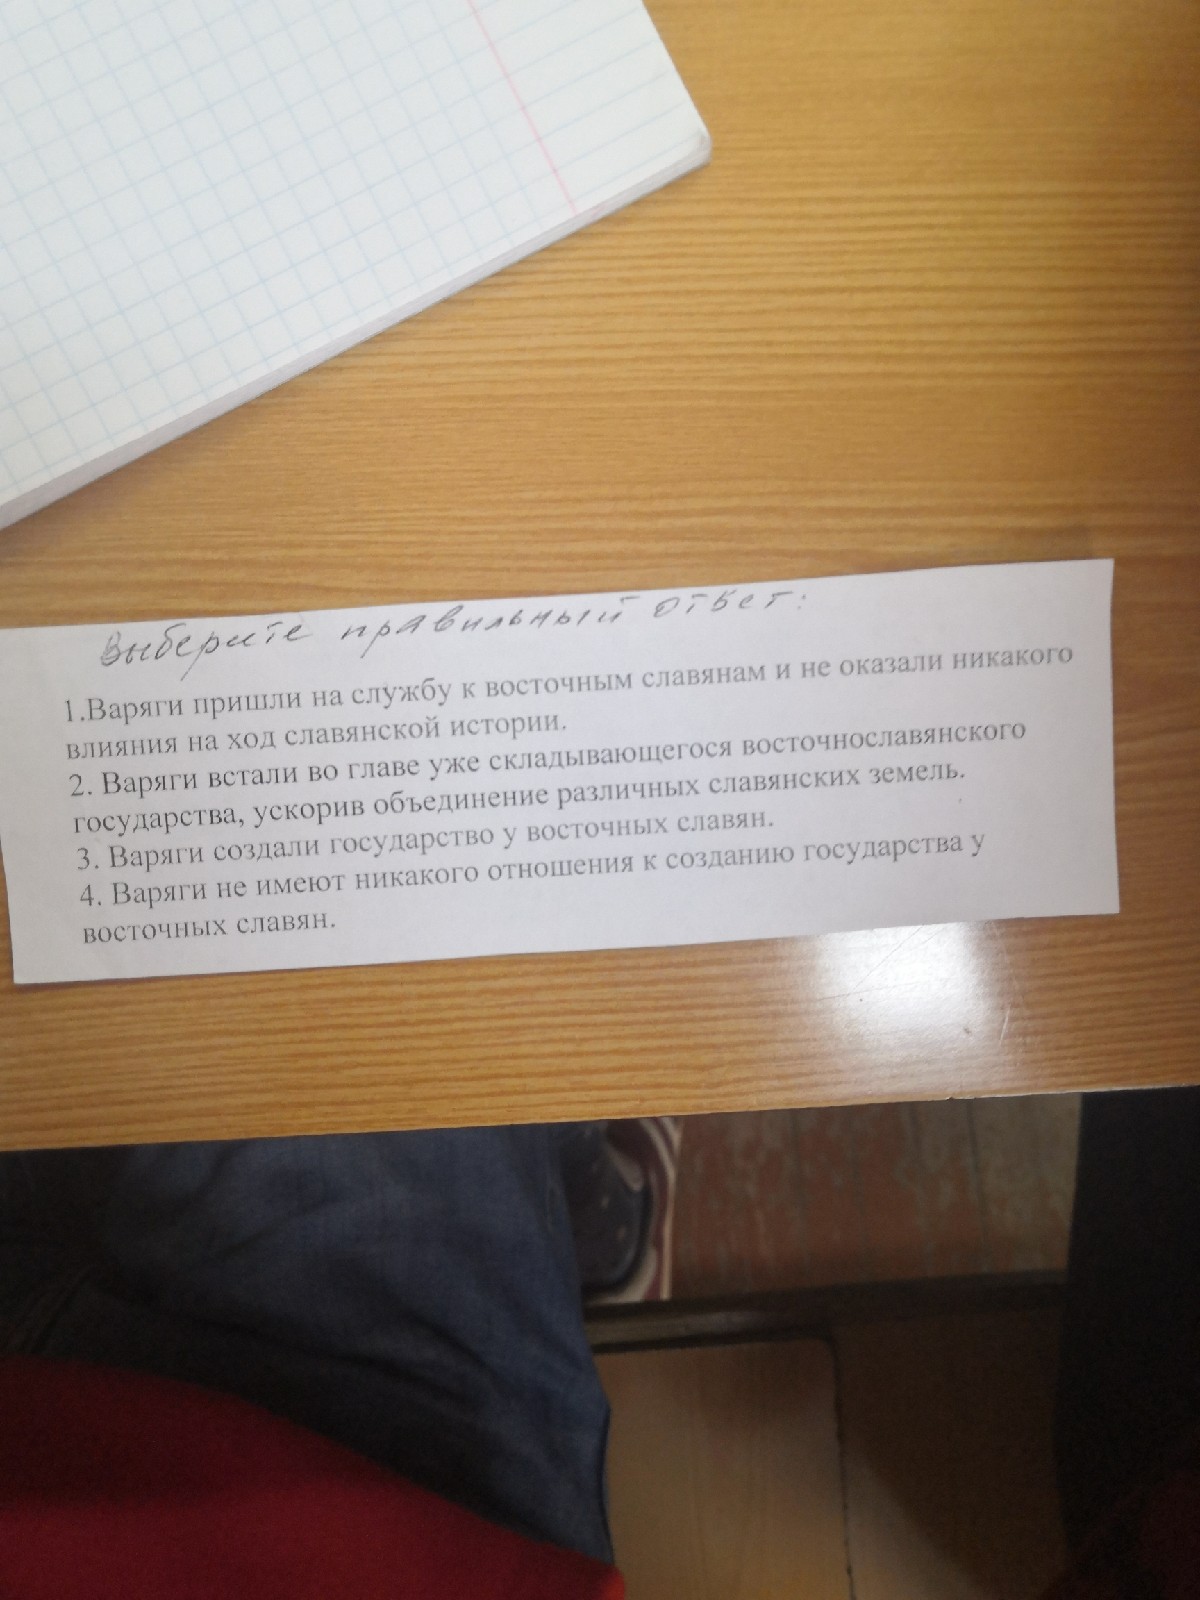 Выберите правильный ответ:
1.Варяги пришли на службу к восточным славянам и не оказали никакого
влияния на ход славянской истории.
2. Варяги встали во главе уже складывающегося восточнославянского
государства, ускорив объединение различных славянских земель.
3. Варяги создали государство у восточных славян.
4. Варяги не имеют никакого отношения к созданию государства у
восточных славян.